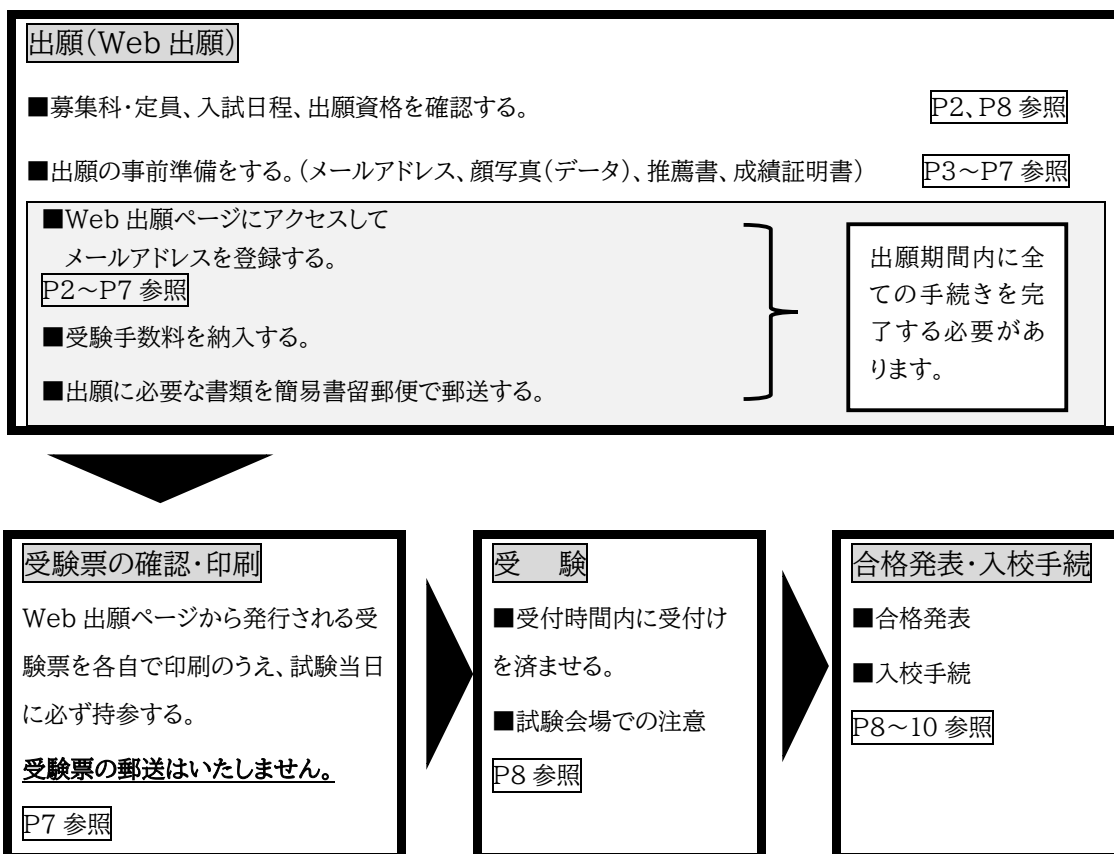 出願(Web 出願)
■募集科・定員、入試日程、出願資格を確認する。 P2、P8 参照
■出願の事前準備をする。(メールアドレス、顔写真(データ)、推薦書、成績証明書) P3～P7 参照
■Web 出願ページにアクセスして
メールアドレスを登録する。
P2～P7 参照
■受験手数料を納入する。
■出願に必要な書類を簡易書留郵便で郵送する。
出願期間内に全
ての手続きを完
了する必要があ
ります。
受験票の確認・印刷
Web 出願ページから発行される受
験票を各自で印刷のうえ、試験当日
に必ず持参する。
受験票の郵送はいたしません。
P7 参照
受　験
■受付時間内に受付け
を済ませる。
■試験会場での注意
P8 参照
合格発表・入校手続
■合格発表
■入校手続
P8～10 参照